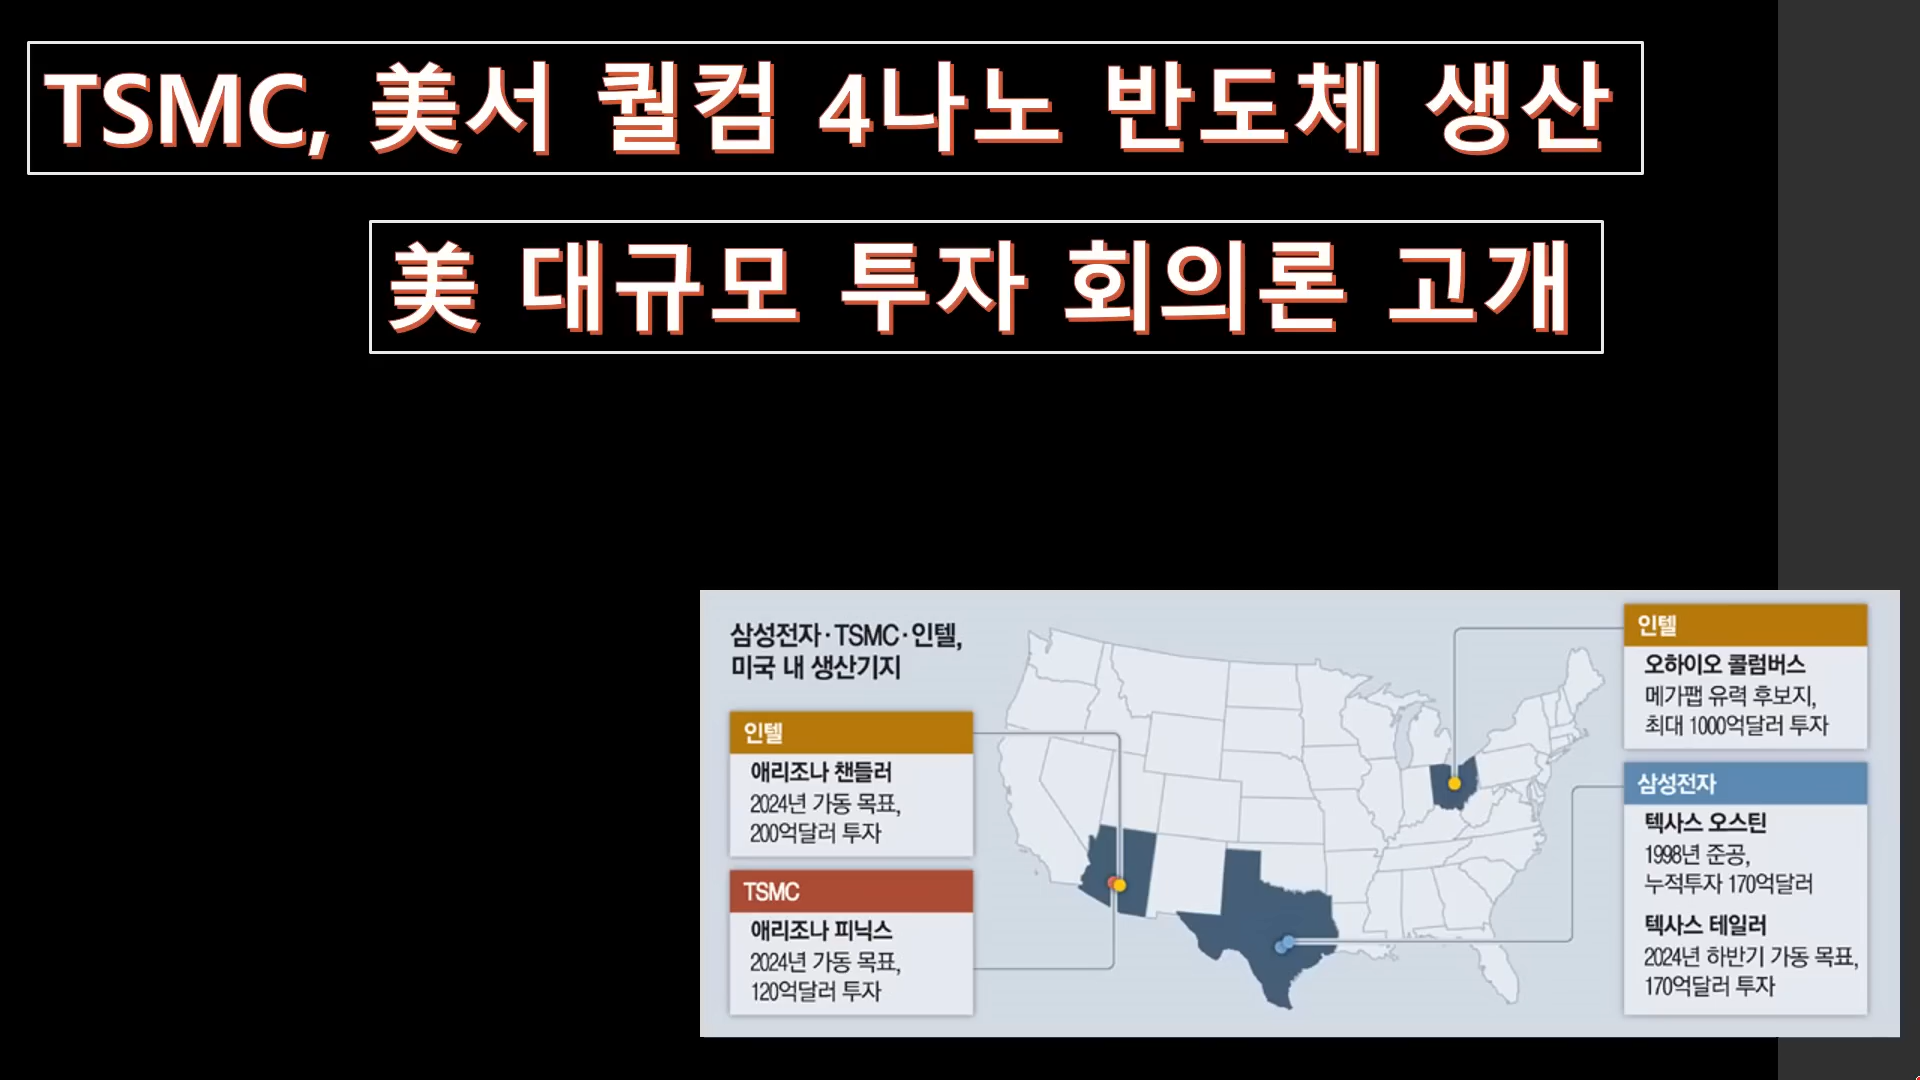 TSMC, 美서 퀄컴 4나노 반도체 생산
美 대규모 투자 회의론 고개
삼성전자·TSMC·인텔,
미국 내 생산기지
인텔
애리조나 챈들러
2024년 가동 목표,
200억달러 투자
TSMC
애리조나 피닉스
2024년 가동 목표,
120억달러 투자
인텔
오하이오 콜럼버스
메가팹 유력 후보지,
최대 1000억달러 투자
삼성전자
텍사스 오스틴
1998년 준공,
누적투자 170억달러
텍사스 테일러
2024년 하반기 가동 목표,
170억달러 투자